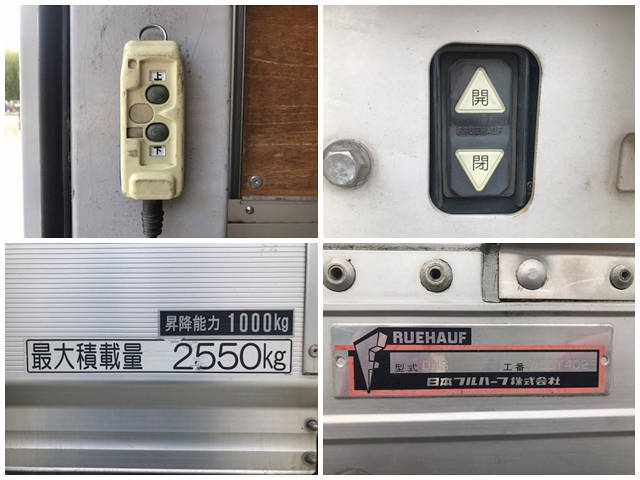 上
下
開
閉
昇降能力 1000kg
最大積載量 2550kg
RUEHAUF
型式 工番
日本フルハーフ株式会社